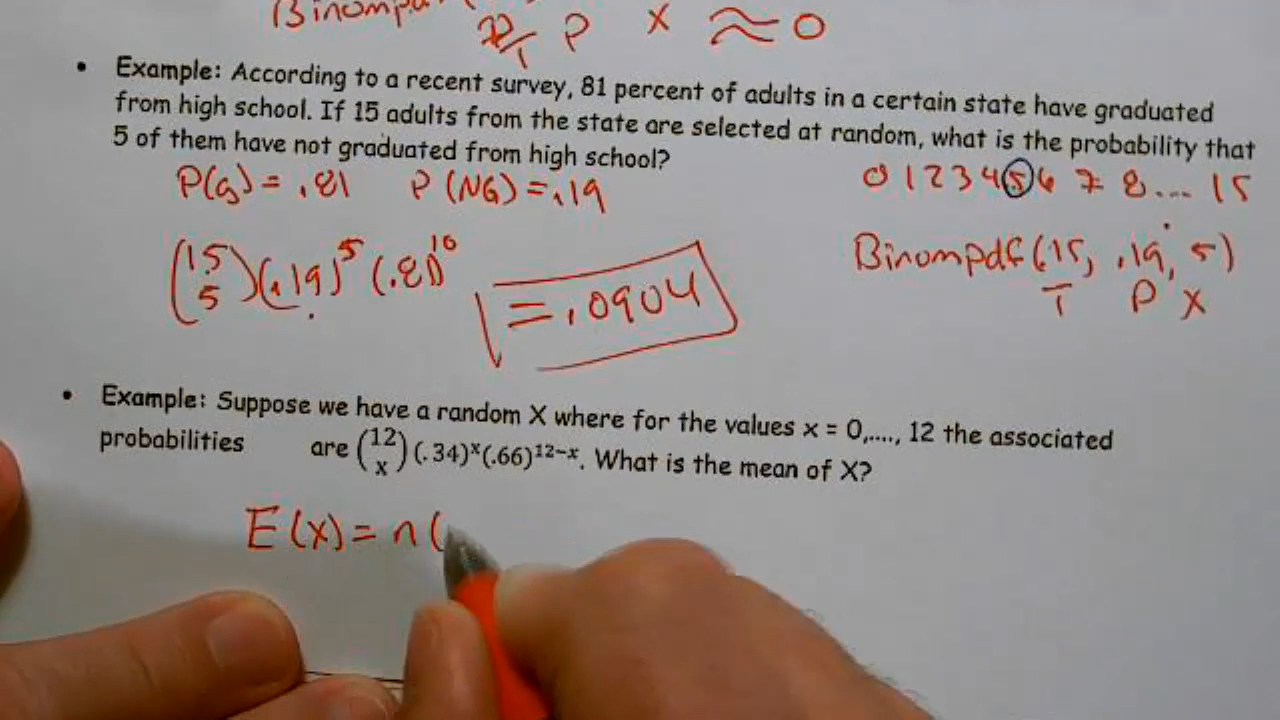 P X ≈ 0
• Example: According to a recent survey, 81 percent of adults in a certain state have graduated
from high school. If 15 adults from the state are selected at random, what is the probability that
5 of them have not graduated from high school?
P(G) = .81 P(NG) = .19 0 1 2 3 4 5 6 7 8 ... 15
(15 5)(.19)^5 (.81)^10 = .0904 Binompdf(15, .19, 5)
T P X
• Example: Suppose we have a random X where for the values x = 0,...., 12 the associated
probabilities are (12 x)(.34)^x(.66)^12−x. What is the mean of X?
E(X) = n(